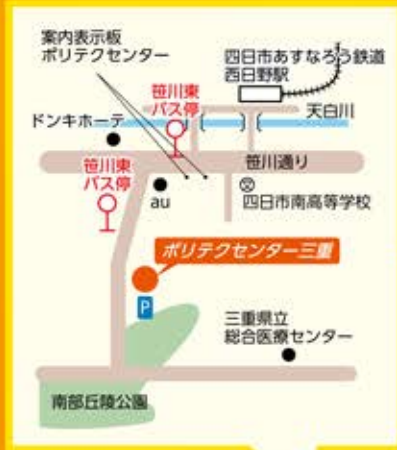 案内表示板
ポリテクセンター
四日市あすなろう鉄道
西日野駅
笹川東
バス停
天白川
ドンキホーテ
笹川東
バス停
笹川通り
au
四日市南高等学校
ポリテクセンター三重
P
三重県立
総合医療センター
南部丘陵公園